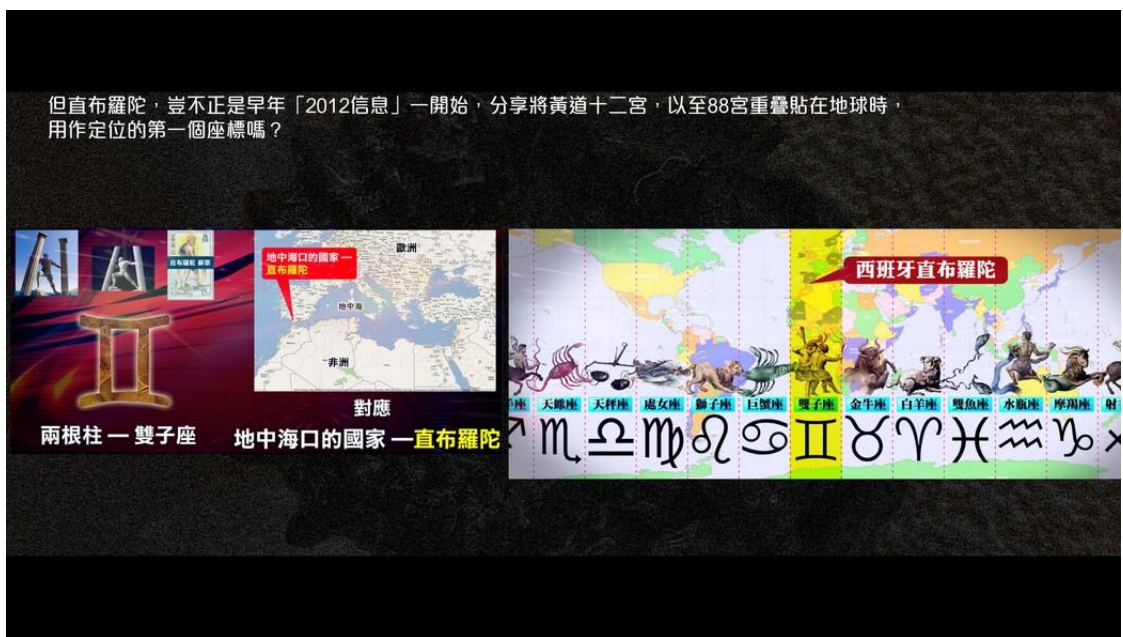 但直布羅陀，豈不正是早年「2012信息」一開始，分享將黃道十二宮，以至88宮重疊貼在地球時，
用作定位的第一個座標嗎？
直布羅陀 郵票
地中海口的國家 —
直布羅陀
歐洲
地中海
非洲
兩根柱 — 雙子座
對應
地中海口的國家 —直布羅陀
西班牙直布羅陀
羊座 天蠍座 天秤座 處女座 獅子座 巨蟹座 雙子座 金牛座 白羊座 雙魚座 水瓶座 摩羯座 射